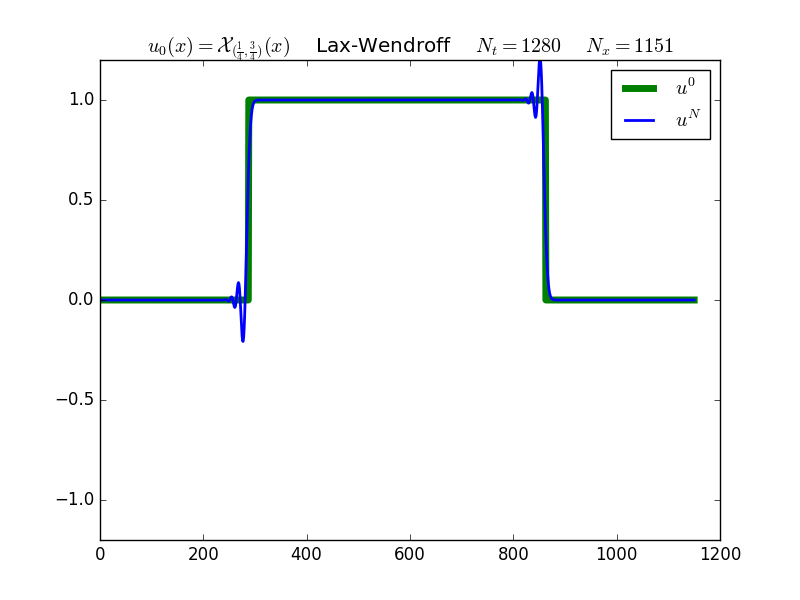 u_0(x) = 𝒳_{(1/4, 3/4)}(x) Lax-Wendroff N_t = 1280 N_x = 1151
u^0
u^N
1.0
0.5
0.0
−0.5
−1.0
0 200 400 600 800 1000 1200